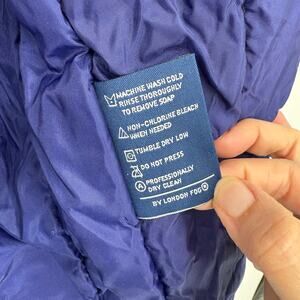 MACHINE WASH COLD
RINSE THOROUGHLY
TO REMOVE SOAP
NON-CHLORINE BLEACH
WHEN NEEDED
TUMBLE DRY LOW
DO NOT PRESS
A PROFESSIONALLY
DRY CLEAN
BY LONDON FOG®